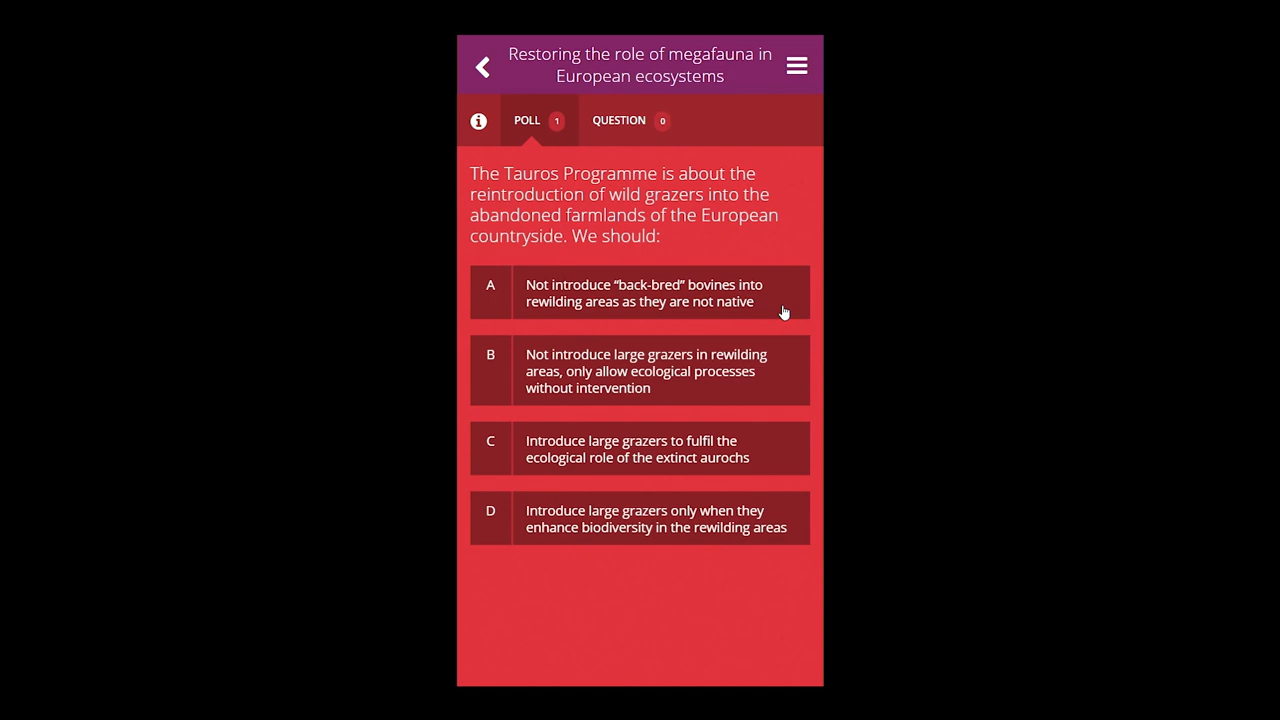 Restoring the role of megafauna in
European ecosystems
POLL 1 QUESTION 0
The Tauros Programme is about the
reintroduction of wild grazers into the
abandoned farmlands of the European
countryside. We should:
A Not introduce “back-bred” bovines into
rewilding areas as they are not native
B Not introduce large grazers in rewilding
areas, only allow ecological processes
without intervention
C Introduce large grazers to fulfil the
ecological role of the extinct aurochs
D Introduce large grazers only when they
enhance biodiversity in the rewilding areas